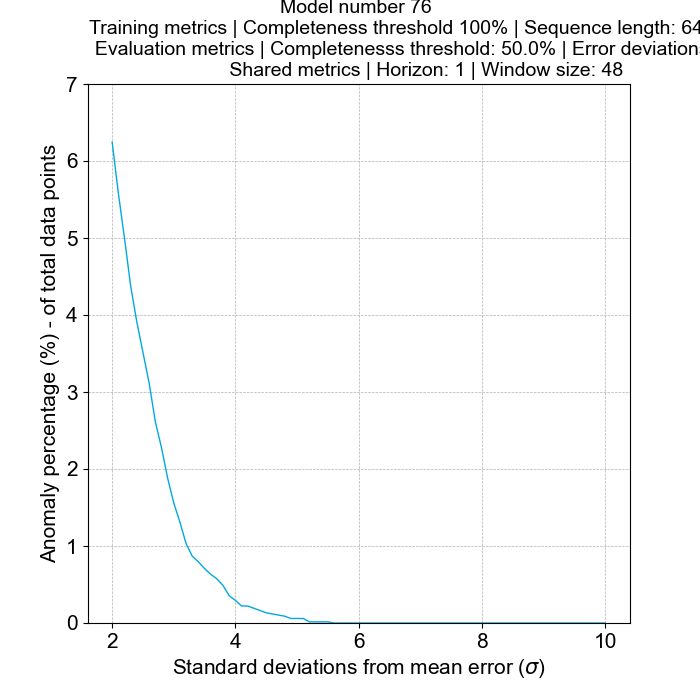 Model number 76
Training metrics | Completeness threshold 100% | Sequence length: 64
Evaluation metrics | Completenesss threshold: 50.0% | Error deviation
Shared metrics | Horizon: 1 | Window size: 48
7
6
5
4
3
2
1
0
Anomaly percentage (%) - of total data points
2 4 6 8 10
Standard deviations from mean error (σ)